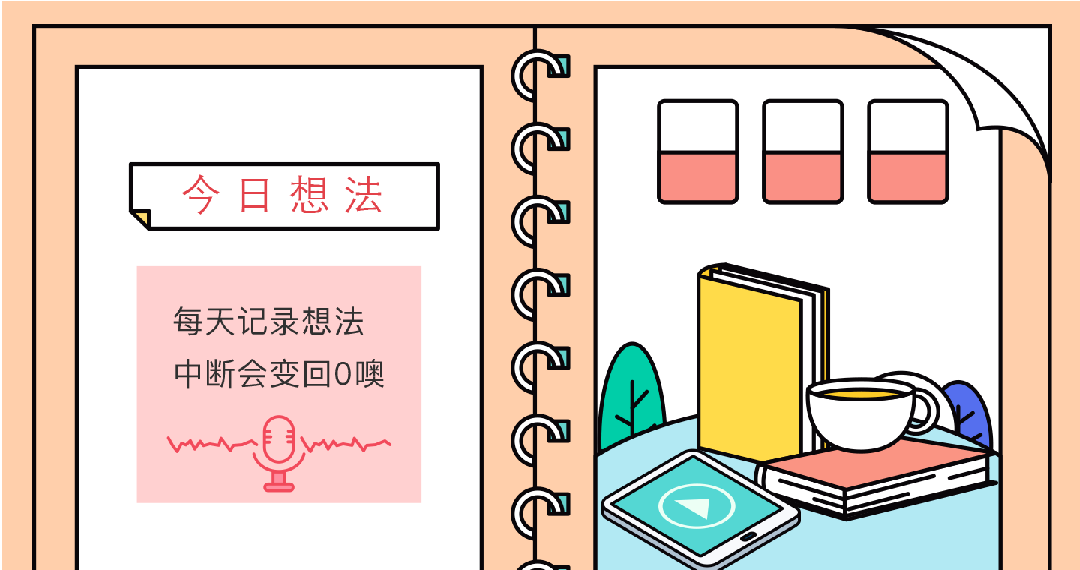 今日想法
每天记录想法
中断会变回0噢